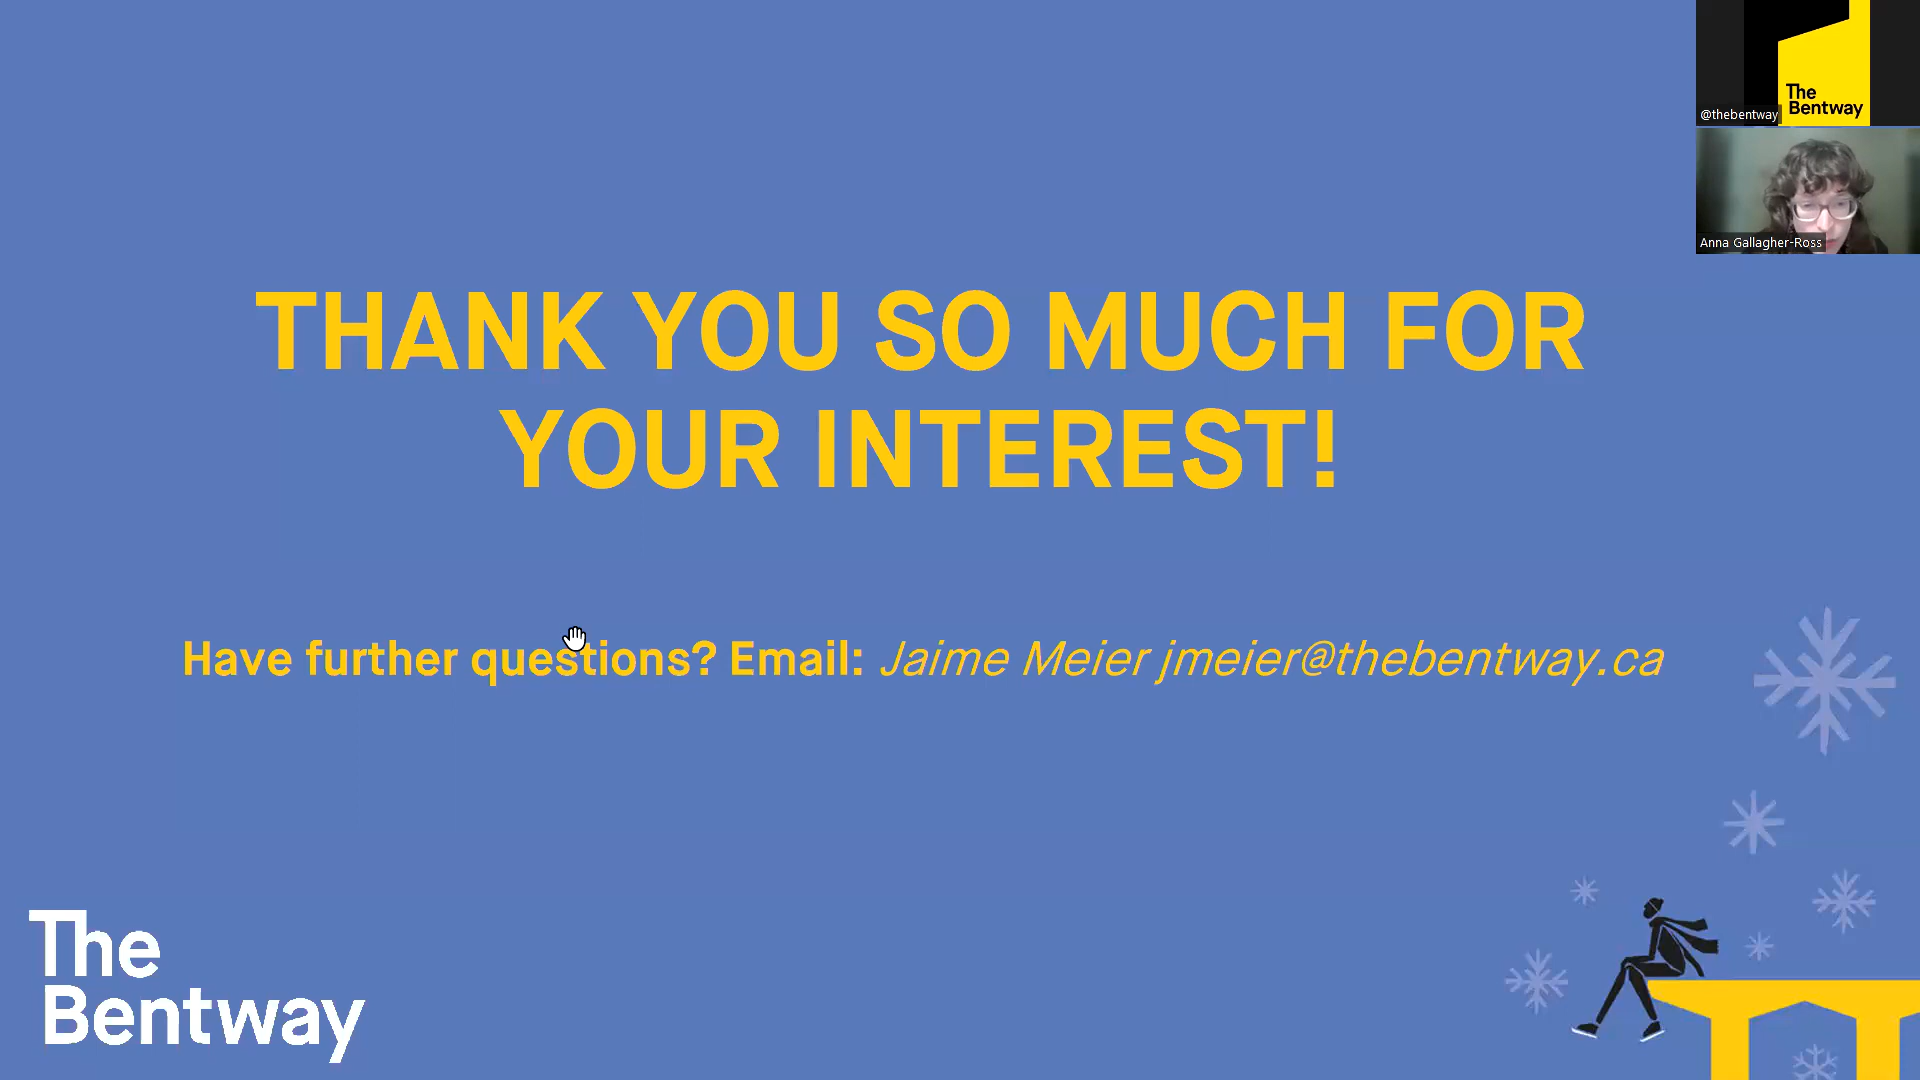 The
Bentway
@thebentway
Anna Gallagher-Ross
THANK YOU SO MUCH FOR
YOUR INTEREST!
Have further questions? Email: Jaime Meier jmeier@thebentway.ca
The
Bentway